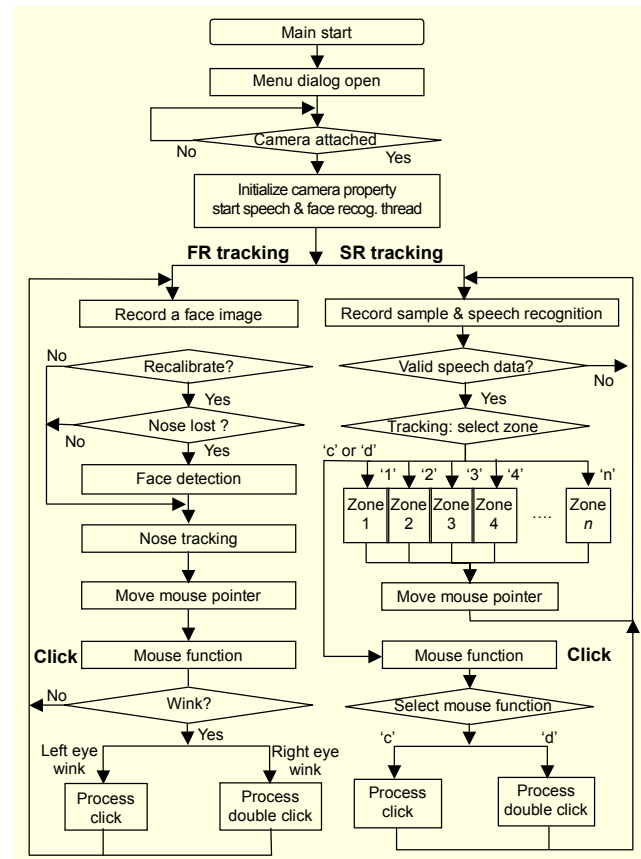 Main start
Menu dialog open
Camera attached
No
Yes
Initialize camera property
start speech & face recog. thread
FR tracking
SR tracking
Record a face image
Recalibrate?
No
Yes
Nose lost ?
No
Yes
Face detection
Nose tracking
Move mouse pointer
Click
Mouse function
No
Wink?
Yes
Left eye
wink
Right eye
wink
Process
click
Process
double click
Record sample & speech recognition
Valid speech data?
No
Yes
Tracking: select zone
'c' or 'd'
'1'
'2'
'3'
'4'
'n'
Zone
1
Zone
2
Zone
3
Zone
4
....
Zone
n
Move mouse pointer
Mouse function
Click
Select mouse function
'c'
'd'
Process
click
Process
double click